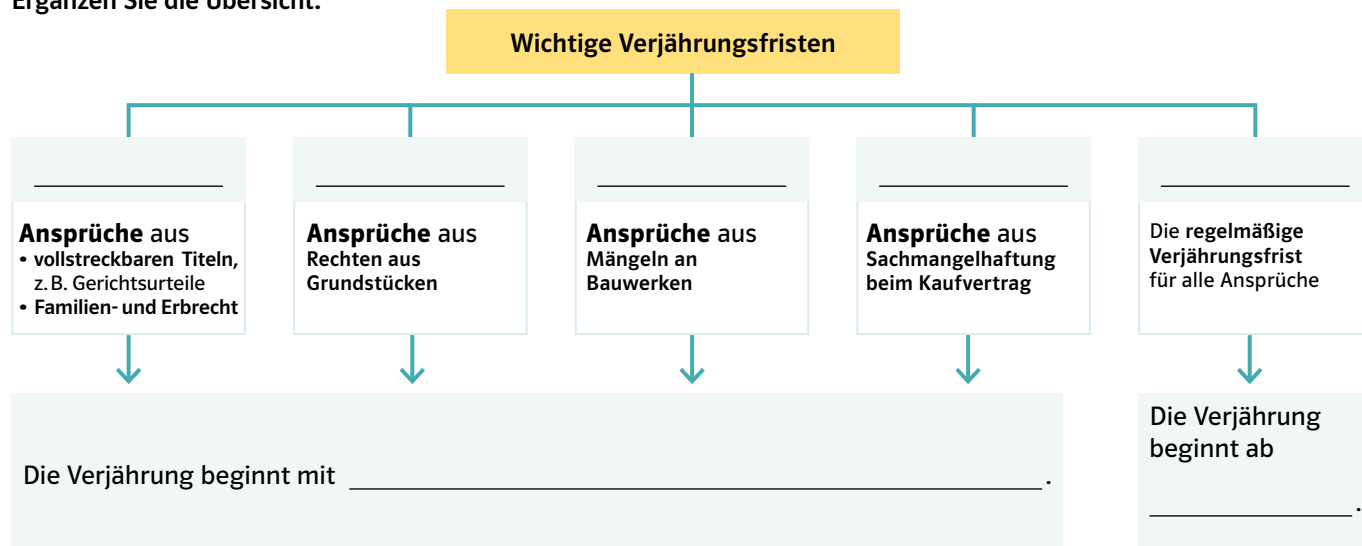 Ergänzen Sie die Übersicht.
Wichtige Verjährungsfristen
Ansprüche aus
• vollstreckbaren Titeln,
z. B. Gerichtsurteile
• Familien- und Erbrecht
Ansprüche aus
Rechten aus
Grundstücken
Ansprüche aus
Mängeln an
Bauwerken
Ansprüche aus
Sachmangelhaftung
beim Kaufvertrag
Die regelmäßige
Verjährungsfrist
für alle Ansprüche
Die Verjährung beginnt mit ______________________________.
Die Verjährung
beginnt ab
__________.